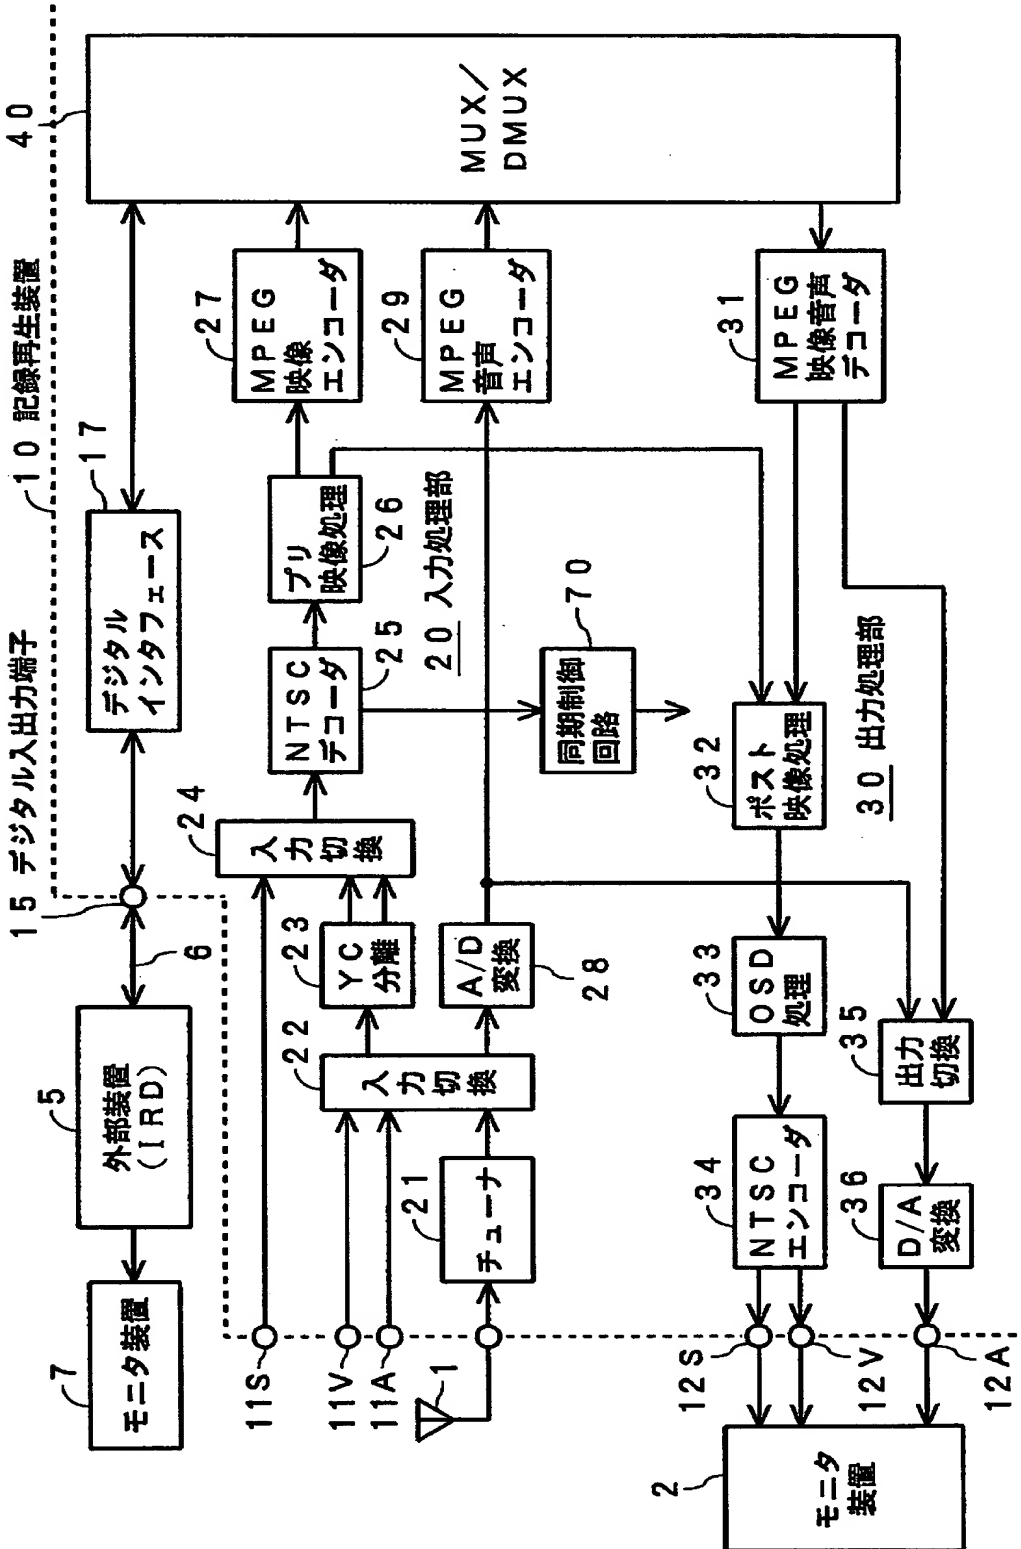 40
10 記録再生装置
15 デジタル入出力端子
17
デジタル
インタフェース
6
5
外部装置
(IRD)
7
モニタ装置
MUX/
DMUX
27
MPEG
映像
エンコーダ
29
MPEG
音声
エンコーダ
31
MPEG
映像音声
デコーダ
プリ
映像処理
26
20 入力処理部
NTSC
デコーダ
25
70
同期制御
回路
24
入力切換
23
YC
分離
A/D
変換
28
22
入力切換
21
チューナ
11S
11V
11A
1
32
ポスト
映像処理
30 出力処理部
33
OSD
処理
34
NTSC
エンコーダ
35
出力
切換
36
D/A
変換
12S
12V
12A
2
モニタ
装置